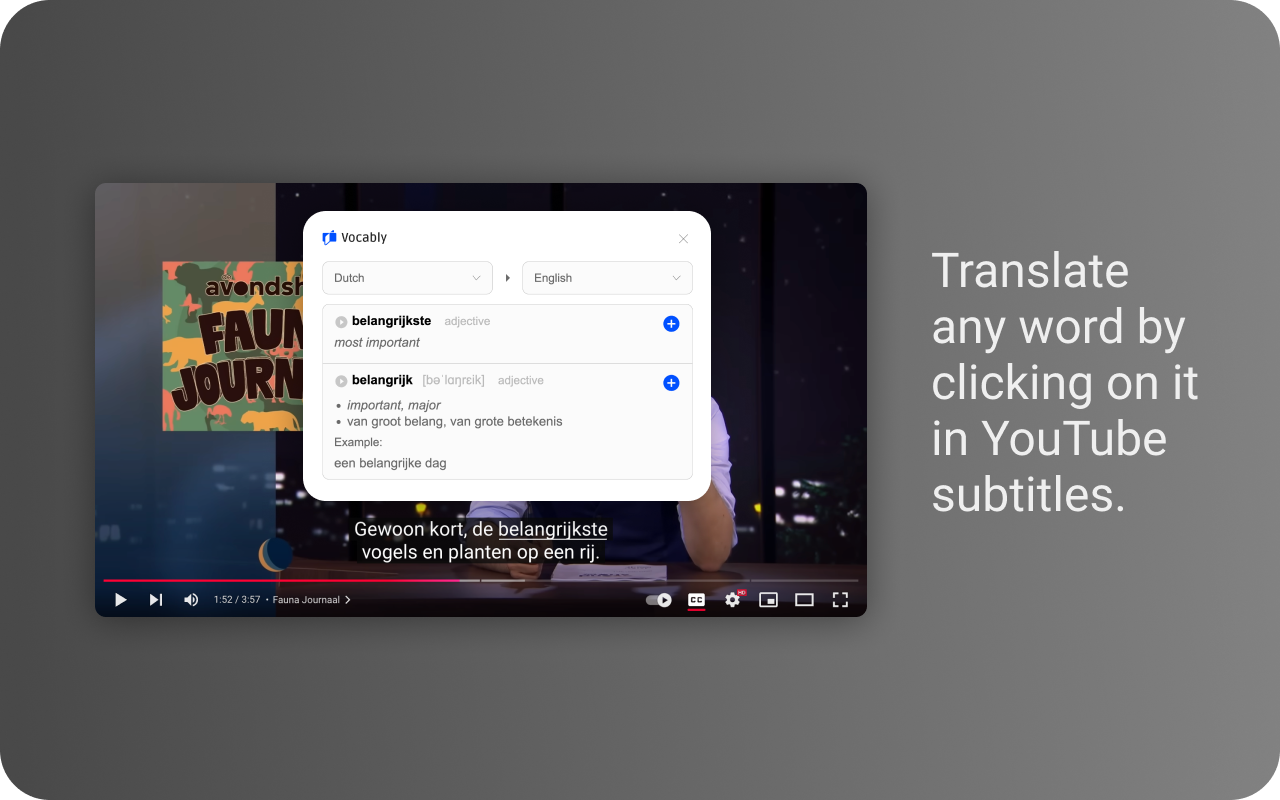 Vocably
Dutch
English
belangrijkste adjective
most important
belangrijk [bəˈlɑŋrɛik] adjective
important, major
van groot belang, van grote betekenis
Example:
een belangrijke dag
avondsh
FAUN
JOURN
Gewoon kort, de belangrijkste
vogels en planten op een rij.
1:52 / 3:57 • Fauna Journaal
CC
HD
Translate
any word by
clicking on it
in YouTube
subtitles.